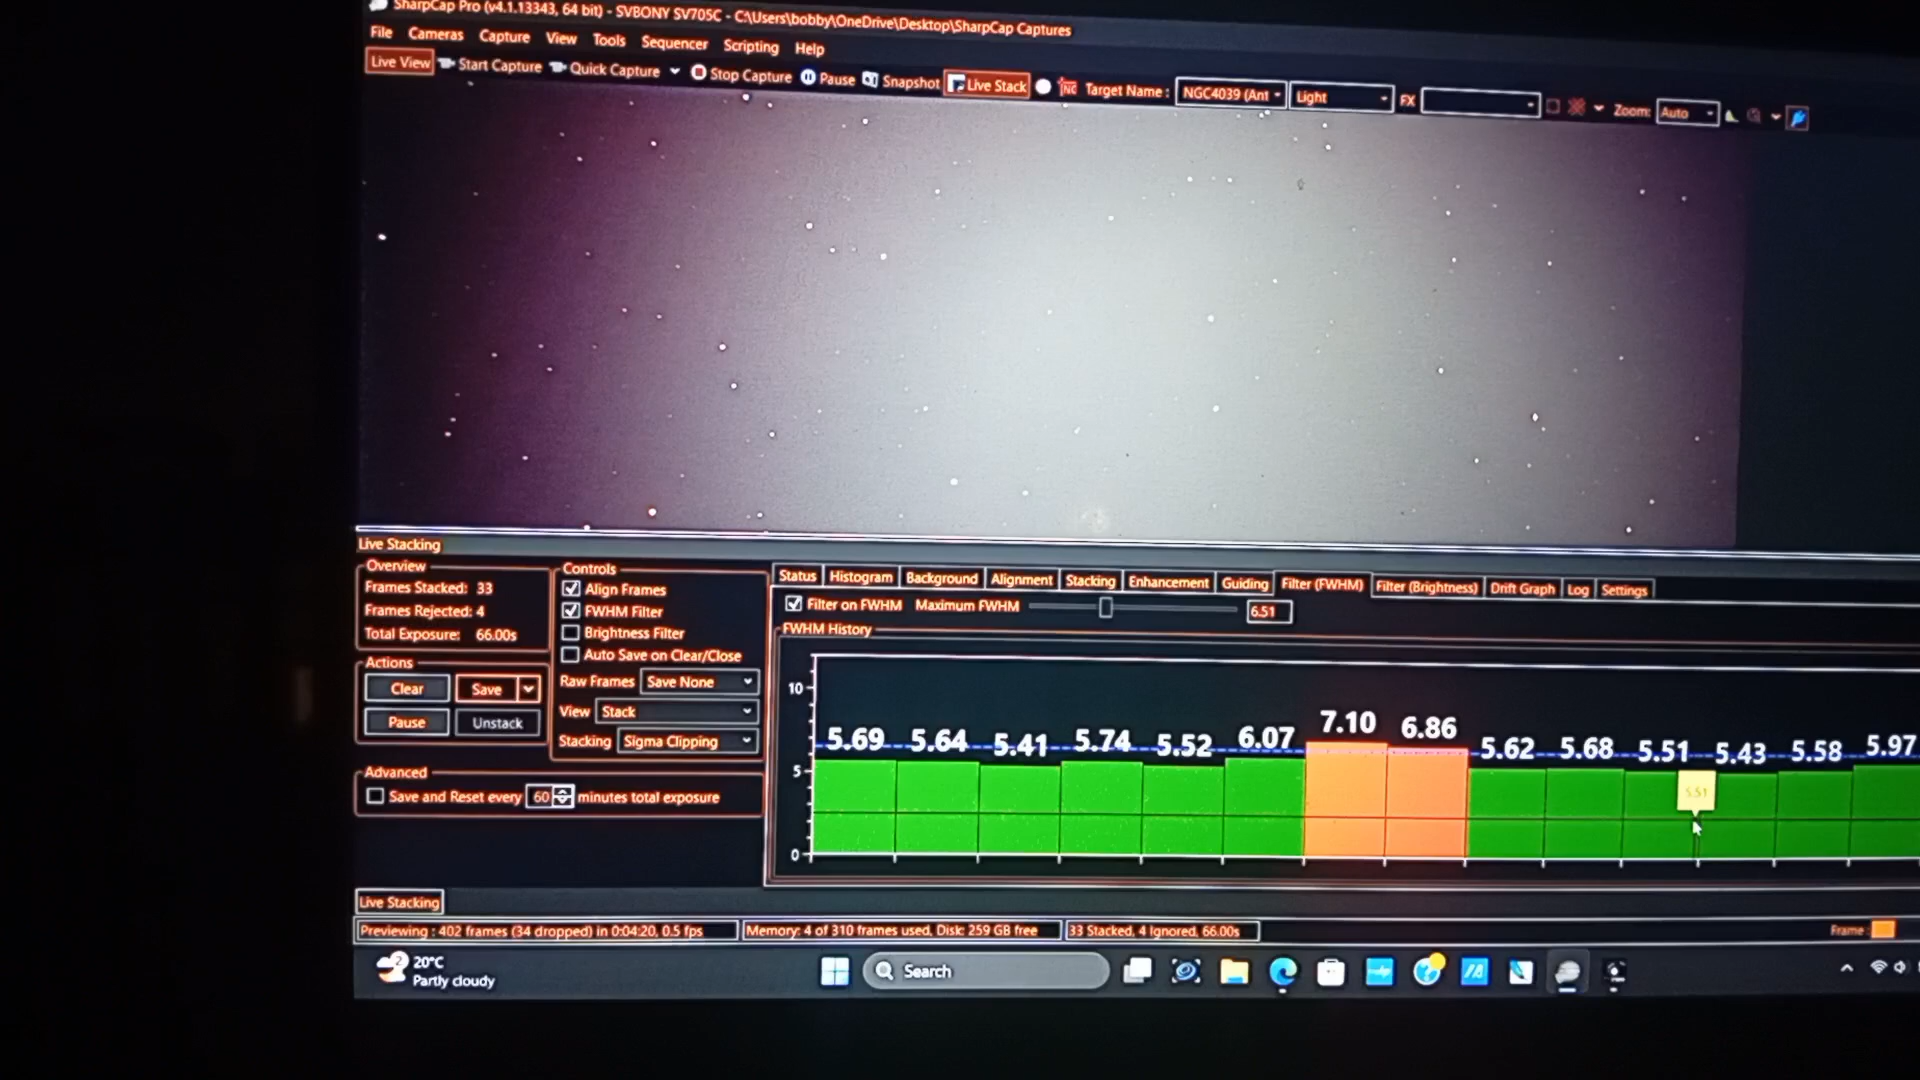 SharpCap Pro (v4.1.13343, 64 bit) - SVBONY SV705C - C:\Users\bobby\OneDrive\Desktop\SharpCap Captures
File Cameras Capture View Tools Sequencer Scripting Help
Live View Start Capture Quick Capture Stop Capture Pause Snapshot Live Stack NC Target Name : NGC4039 (Ant Light FX Zoom: Auto
Live Stacking
Overview
Frames Stacked: 33
Frames Rejected: 4
Total Exposure: 66.00s
Actions
Clear Save
Pause Unstack
Controls
Align Frames
FWHM Filter
Brightness Filter
Auto Save on Clear/Close
Raw Frames Save None
View Stack
Stacking Sigma Clipping
Advanced
Save and Reset every 60 minutes total exposure
Status Histogram Background Alignment Stacking Enhancement Guiding Filter (FWHM) Filter (Brightness) Drift Graph Log Settings
Filter on FWHM Maximum FWHM 6.51
FWHM History
10
5
0
5.69 5.64 5.41 5.74 5.52 6.07 7.10 6.86 5.62 5.68 5.51 5.43 5.58 5.97
5.51
Live Stacking
Previewing : 402 frames (34 dropped) in 0:04:20, 0.5 fps Memory: 4 of 310 frames used, Disk: 259 GB free 33 Stacked, 4 Ignored, 66.00s Frame
2
20°C
Partly cloudy
Search